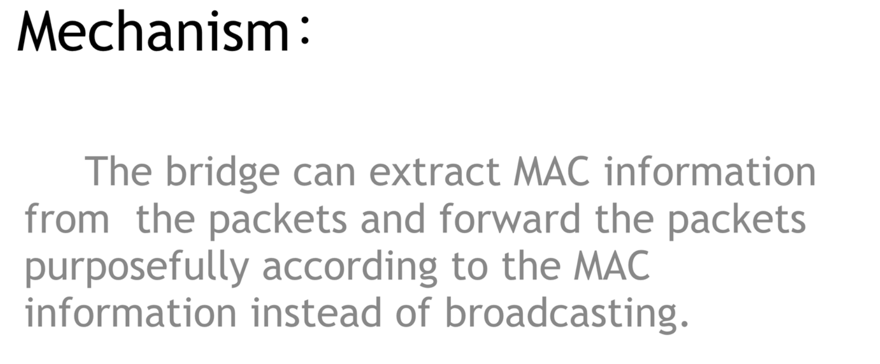 Mechanism：
The bridge can extract MAC information
from  the packets and forward the packets
purposefully according to the MAC
information instead of broadcasting.